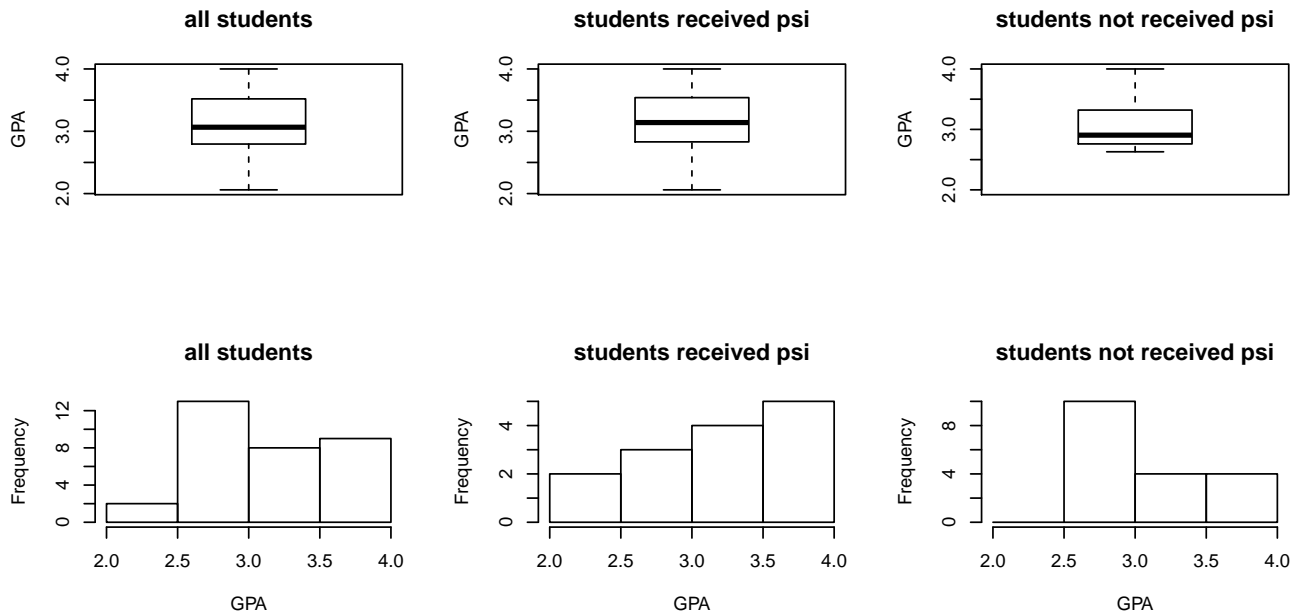 all students
students received psi
students not received psi
GPA
2.0
3.0
4.0
GPA
2.0
3.0
4.0
GPA
2.0
3.0
4.0
all students
students received psi
students not received psi
Frequency
0
4
8
12
2.0 2.5 3.0 3.5 4.0
GPA
Frequency
0
2
4
2.0 2.5 3.0 3.5 4.0
GPA
Frequency
0
4
8
2.0 2.5 3.0 3.5 4.0
GPA